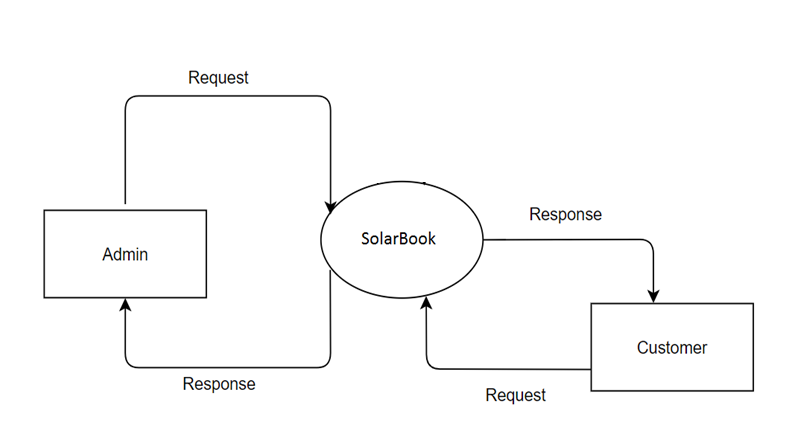 Request
Response
Admin
SolarBook
Customer
Response
Request